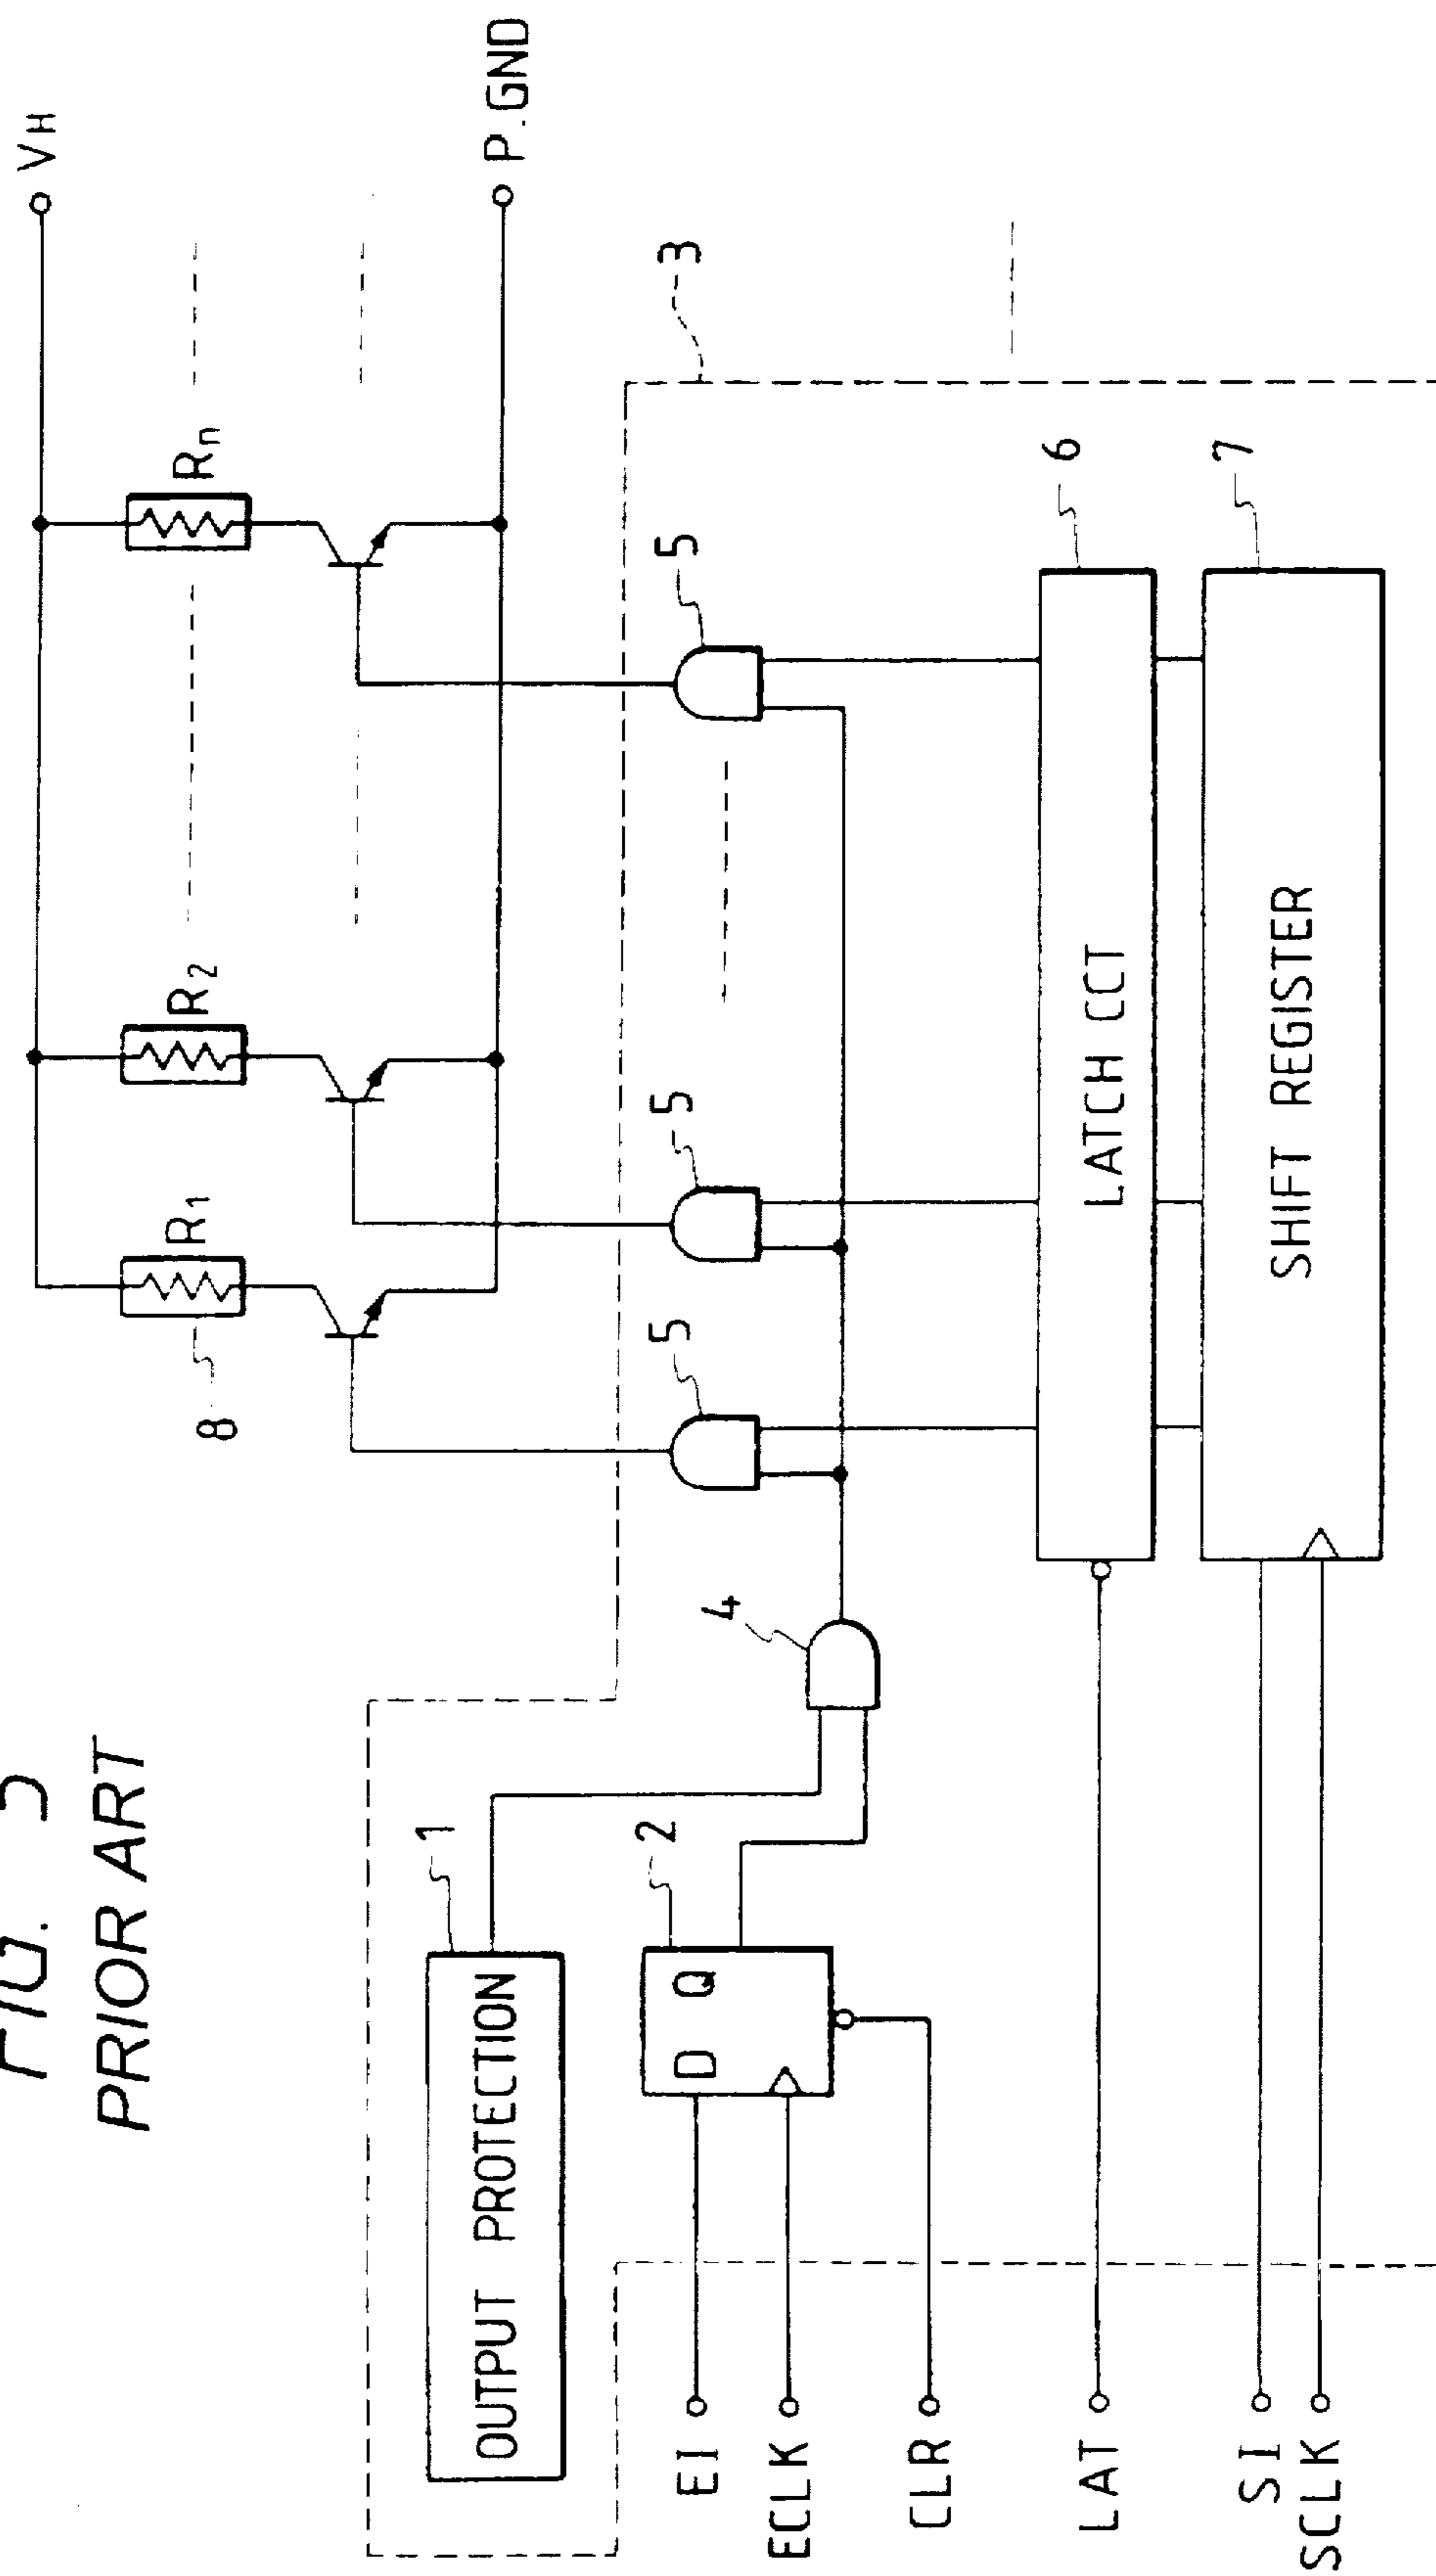 FIG.
PRIOR ART
VH
R1
R2
Rn
8
P.GND
1
OUTPUT PROTECTION
2
5
5
5
3
EI
D Q
4
ECLK
CLR
6
LAT
LATCH CCT
7
SI
SHIFT REGISTER
SCLK